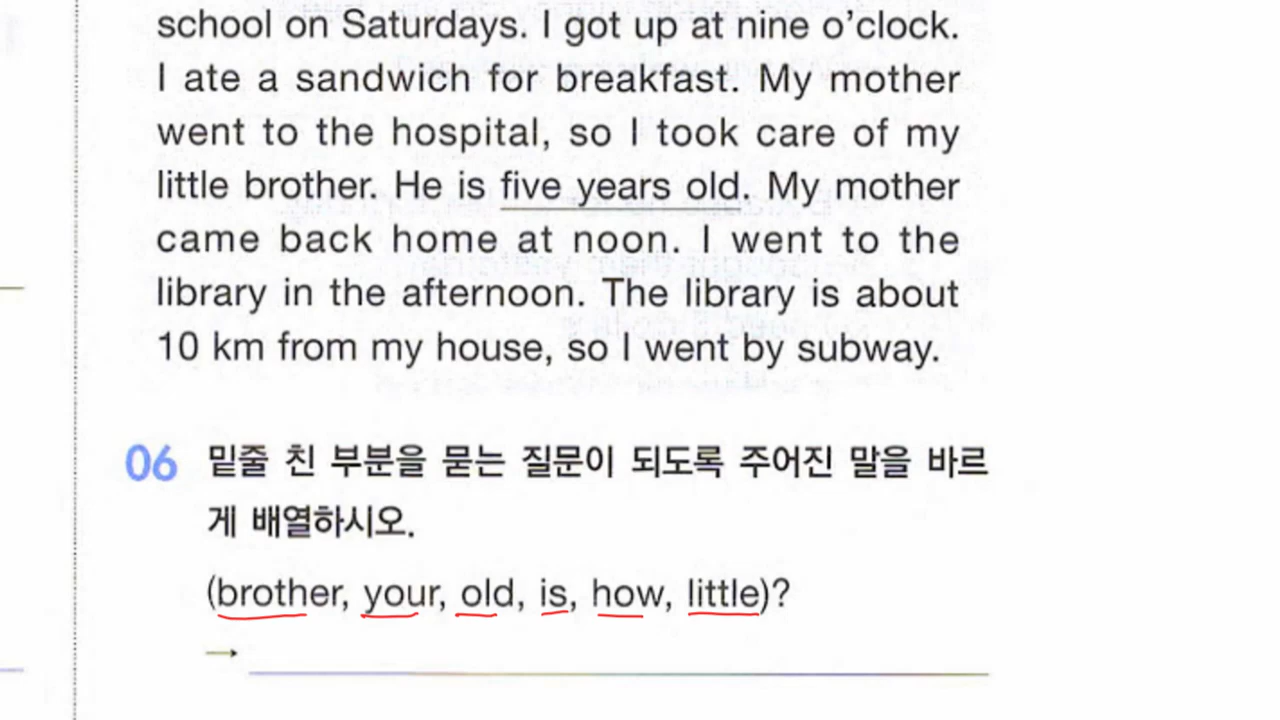 school on Saturdays. I got up at nine o’clock.
I ate a sandwich for breakfast. My mother
went to the hospital, so I took care of my
little brother. He is five years old. My mother
came back home at noon. I went to the
library in the afternoon. The library is about
10 km from my house, so I went by subway.
06 밑줄 친 부분을 묻는 질문이 되도록 주어진 말을 바르
게 배열하시오.
(brother, your, old, is, how, little)?
→